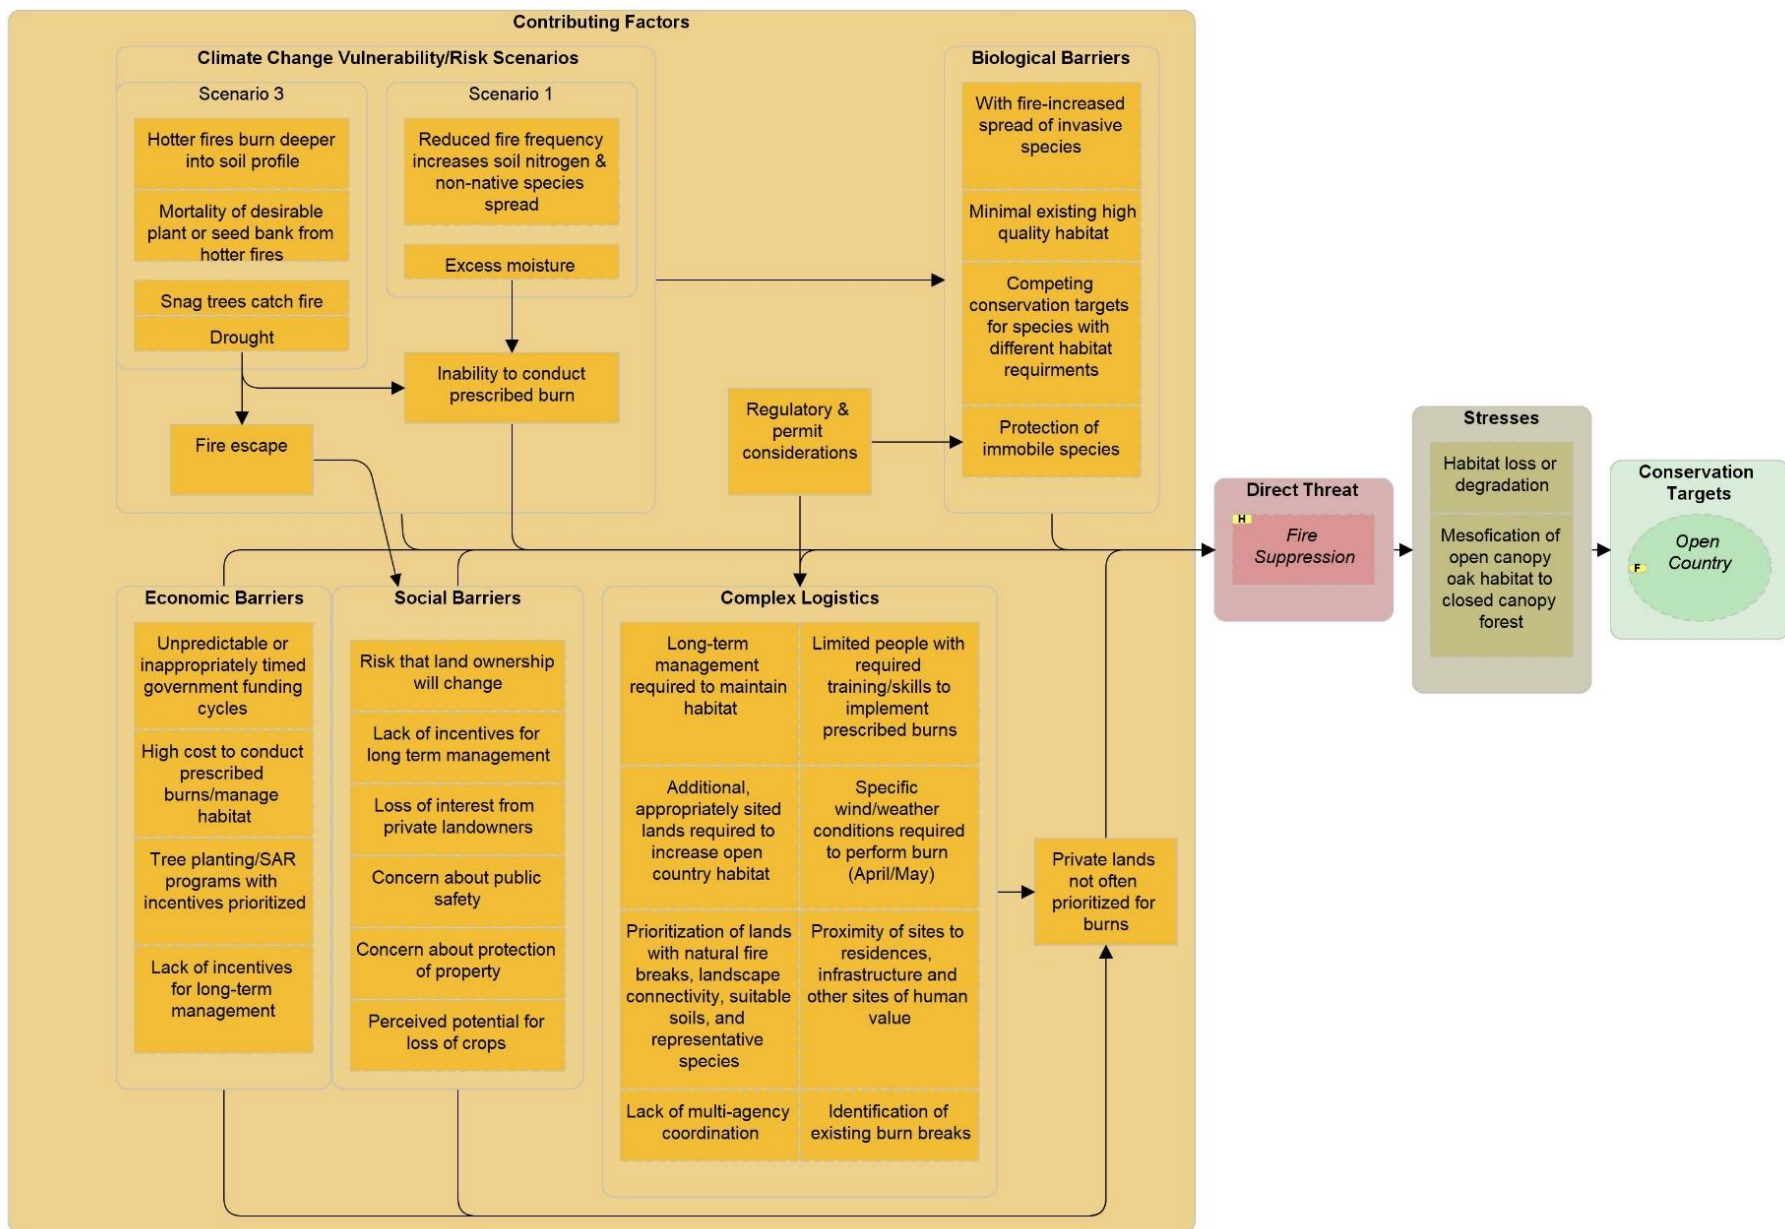 Contributing Factors
Climate Change Vulnerability/Risk Scenarios
Scenario 3
Hotter fires burn deeper
into soil profile
Mortality of desirable
plant or seed bank from
hotter fires
Snag trees catch fire
Drought
Scenario 1
Reduced fire frequency
increases soil nitrogen &
non-native species
spread
Excess moisture
Inability to conduct
prescribed burn
Fire escape
Regulatory &
permit
considerations
Biological Barriers
With fire-increased
spread of invasive
species
Minimal existing high
quality habitat
Competing
conservation targets
for species with
different habitat
requirments
Protection of
immobile species
Economic Barriers
Unpredictable or
inappropriately timed
government funding
cycles
High cost to conduct
prescribed
burns/manage
habitat
Tree planting/SAR
programs with
incentives prioritized
Lack of incentives
for long-term
management
Social Barriers
Risk that land ownership
will change
Lack of incentives for
long term management
Loss of interest from
private landowners
Concern about public
safety
Concern about protection
of property
Perceived potential for
loss of crops
Complex Logistics
Long-term
management
required to maintain
habitat
Limited people with
required
training/skills to
implement
prescribed burns
Additional,
appropriately sited
lands required to
increase open
country habitat
Specific
wind/weather
conditions required
to perform burn
(April/May)
Prioritization of lands
with natural fire
breaks, landscape
connectivity, suitable
soils, and
representative
species
Proximity of sites to
residences,
infrastructure and
other sites of human
value
Lack of multi-agency
coordination
Identification of
existing burn breaks
Private lands
not often
prioritized for
burns
Direct Threat
H
Fire
Suppression
Stresses
Habitat loss or
degradation
Mesofication of
open canopy
oak habitat to
closed canopy
forest
Conservation
Targets
Open
Country
F